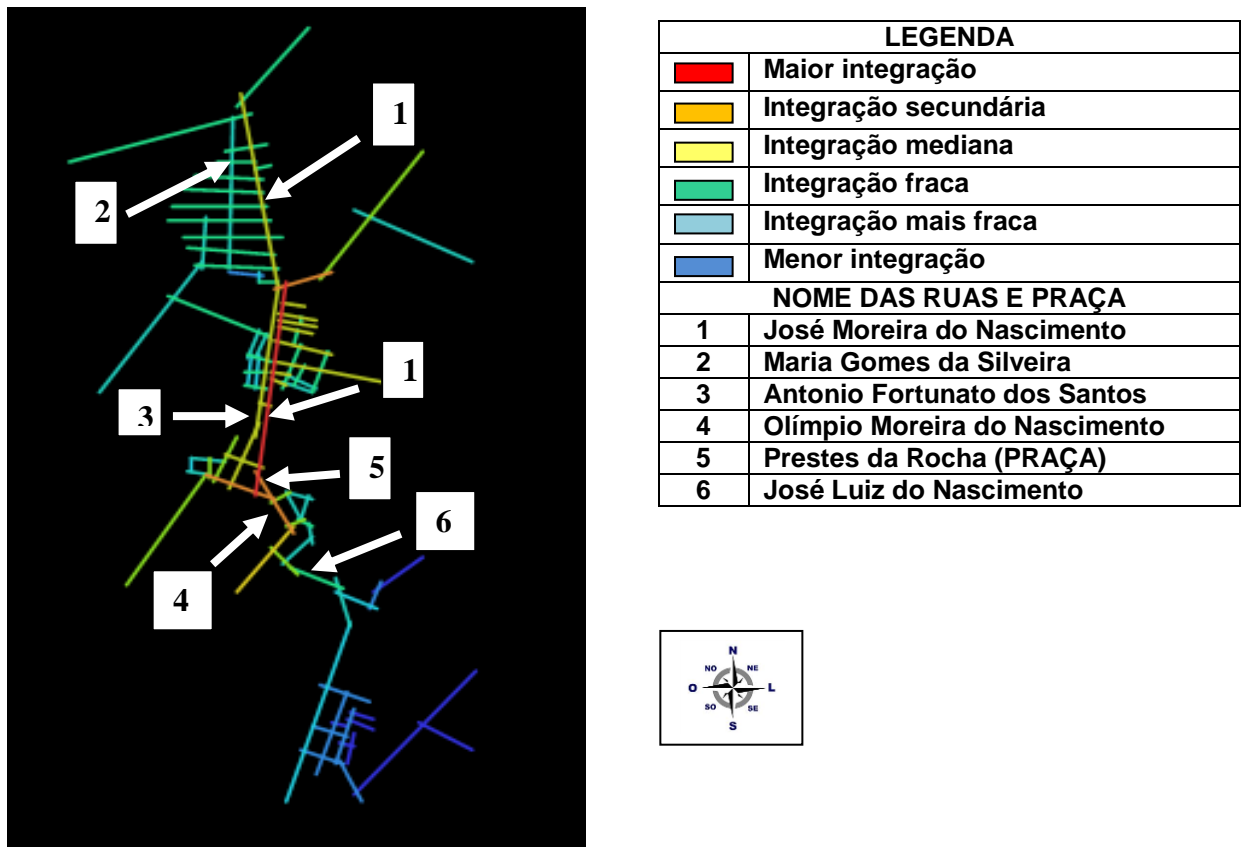 1
2
1
3
5
6
4
LEGENDA
Maior integração
Integração secundária
Integração mediana
Integração fraca
Integração mais fraca
Menor integração
NOME DAS RUAS E PRAÇA
1 José Moreira do Nascimento
2 Maria Gomes da Silveira
3 Antonio Fortunato dos Santos
4 Olímpio Moreira do Nascimento
5 Prestes da Rocha (PRAÇA)
6 José Luiz do Nascimento
N
NO NE
O L
SO SE
S